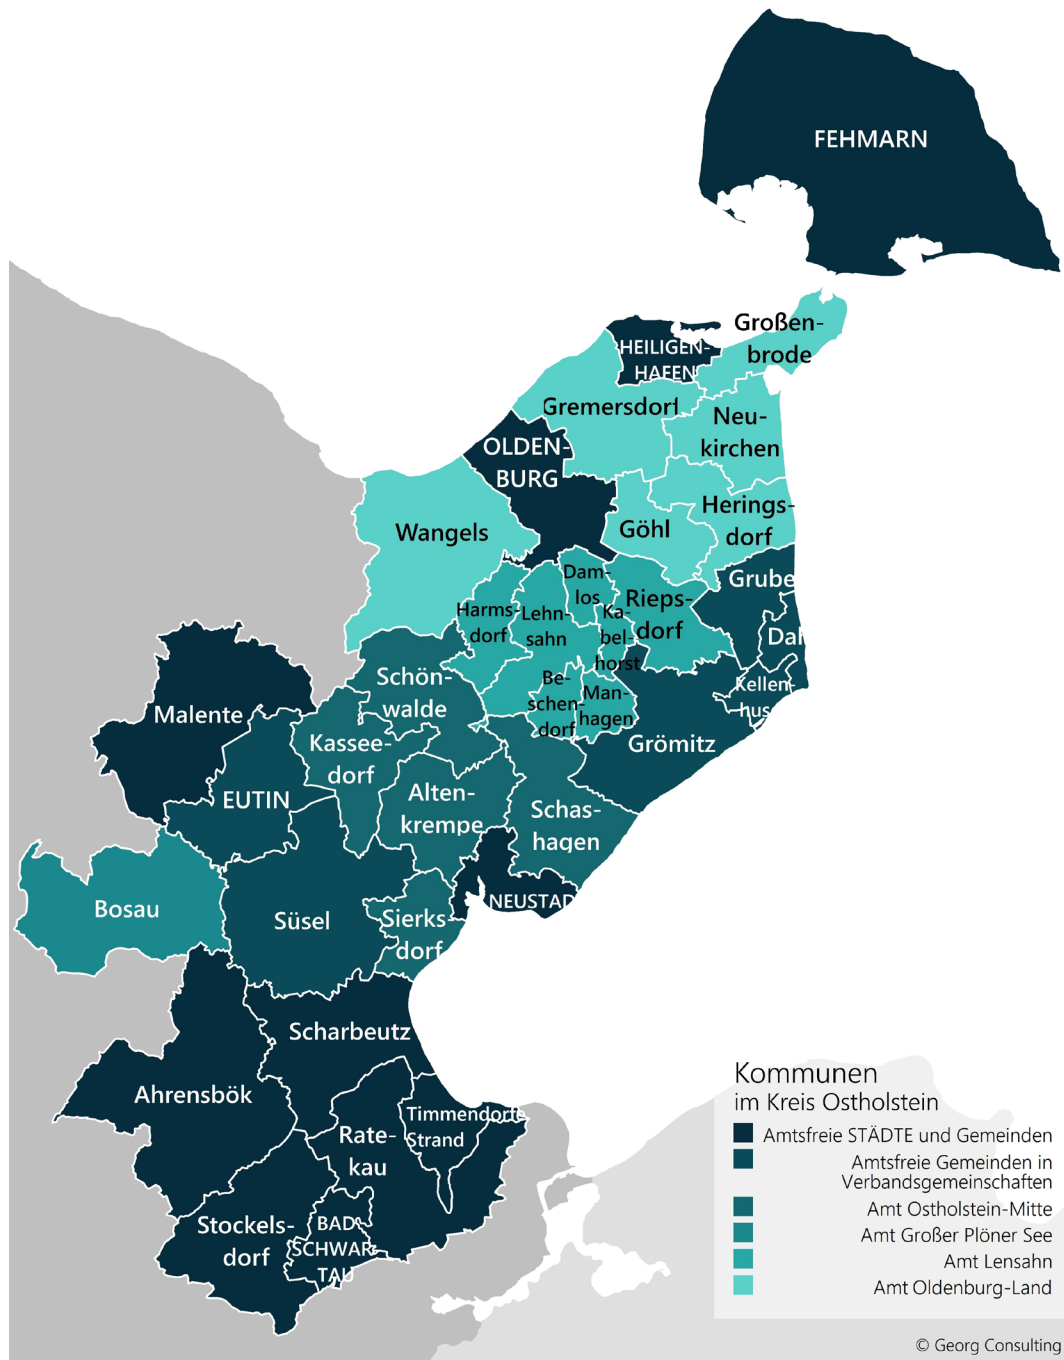 FEHMARN
Großen-
brode
HEILIGEN-
HAFEN
Gremersdorf
Neu-
kirchen
OLDEN-
BURG
Wangels
Göhl
Herings-
dorf
Grube
Dam-
los
Harms-
dorf
Lehn-
sahn
Ka-
bel-
horst
Rieps-
dorf
Dah
Kellen-
hus
Schön-
walde
Be-
schen-
dorf
Man-
hagen
Malente
Kassee-
dorf
Grömitz
EUTIN
Alten-
krempe
Schas-
hagen
Bosau
Süsel
Sierks-
dorf
NEUSTAD
Scharbeutz
Ahrensbök
Timmendorfe
Strand
Rate-
kau
Stockels-
dorf
BAD
SCHWAR-
TAU
Kommunen
im Kreis Ostholstein
Amtsfreie STÄDTE und Gemeinden
Amtsfreie Gemeinden in
Verbandsgemeinschaften
Amt Ostholstein-Mitte
Amt Großer Plöner See
Amt Lensahn
Amt Oldenburg-Land
© Georg Consulting